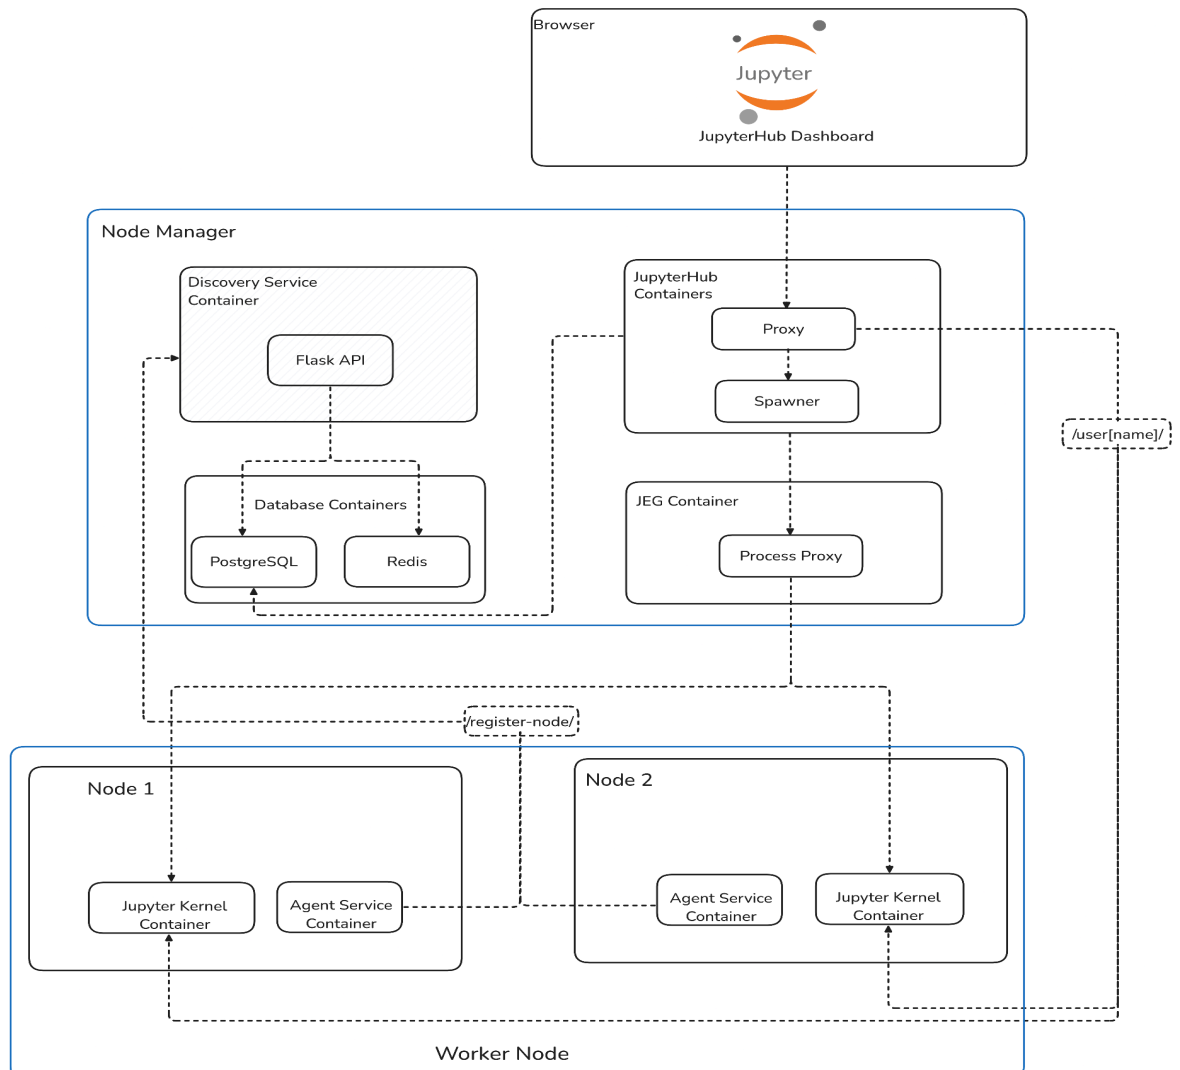 Browser
Jupyter
JupyterHub Dashboard
Node Manager
Discovery Service
Container
Flask API
JupyterHub
Containers
Proxy
Spawner
/user[name]/
Database Containers
PostgreSQL
Redis
JEG Container
Process Proxy
/register-node/
Node 1
Jupyter Kernel
Container
Agent Service
Container
Node 2
Agent Service
Container
Jupyter Kernel
Container
Worker Node